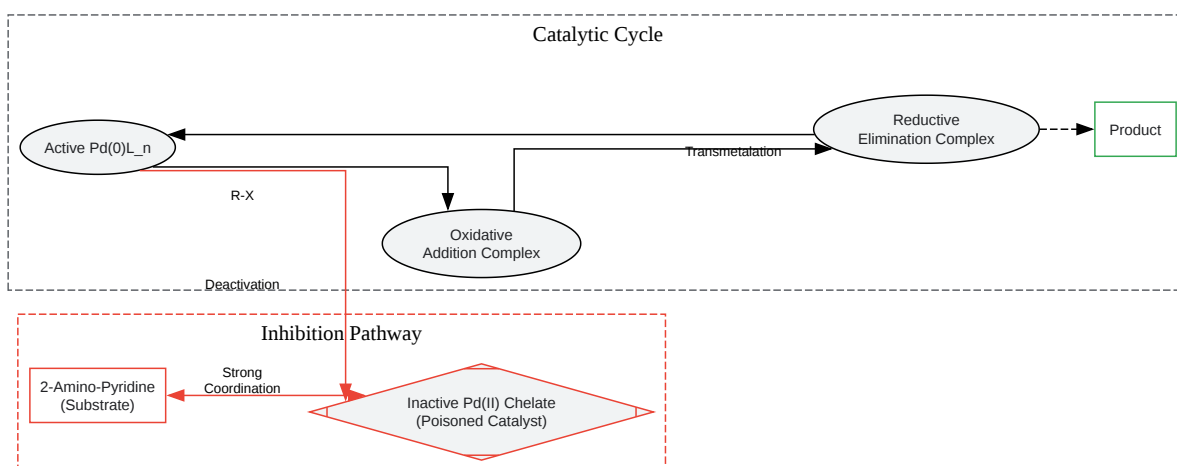 Catalytic Cycle
Active Pd(0)L_n
Reductive
Elimination Complex
Product
Transmetalation
R-X
Oxidative
Addition Complex
Deactivation
Inhibition Pathway
2-Amino-Pyridine
(Substrate)
Strong
Coordination
Inactive Pd(II) Chelate
(Poisoned Catalyst)